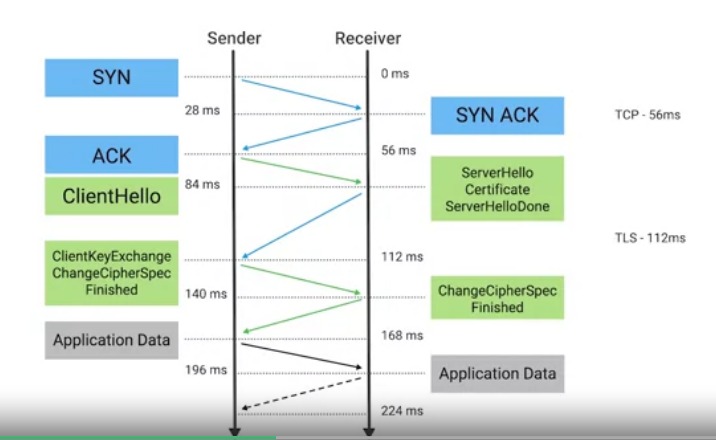 Sender
Receiver
SYN
0 ms
28 ms
SYN ACK
TCP - 56ms
ACK
56 ms
ClientHello
84 ms
ServerHello
Certificate
ServerHelloDone
TLS - 112ms
ClientKeyExchange
ChangeCipherSpec
Finished
112 ms
140 ms
ChangeCipherSpec
Finished
Application Data
168 ms
196 ms
Application Data
224 ms